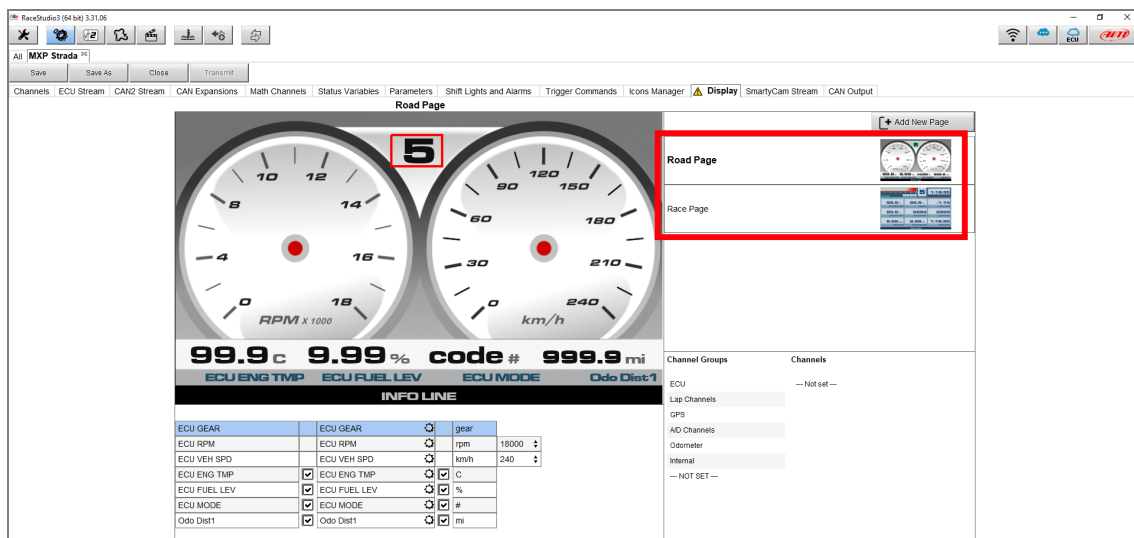 RaceStudio3 (64 bit) 3.31.06
ECU
All MXP Strada
Save Save As Close Transmit
Channels ECU Stream CAN2 Stream CAN Expansions Math Channels Status Variables Parameters Shift Lights and Alarms Trigger Commands Icons Manager Display SmartyCam Stream CAN Output
Road Page
Add New Page
5
0 4 8 10 12 14 16 18
RPM X 1000
0 30 60 90 120 150 180 210 240
km/h
99.9 c 9.99 % code # 999.9 mi
ECU ENG TMP ECU FUEL LEV ECU MODE Odo Dist1
INFO LINE
Road Page
Race Page
Channel Groups Channels
ECU --- Not set ---
Lap Channels
GPS
A/D Channels
Odometer
Internal
--- NOT SET ---
ECU GEAR ECU GEAR gear
ECU RPM ECU RPM rpm 18000
ECU VEH SPD ECU VEH SPD km/h 240
ECU ENG TMP ECU ENG TMP C
ECU FUEL LEV ECU FUEL LEV %
ECU MODE ECU MODE #
Odo Dist1 Odo Dist1 mi